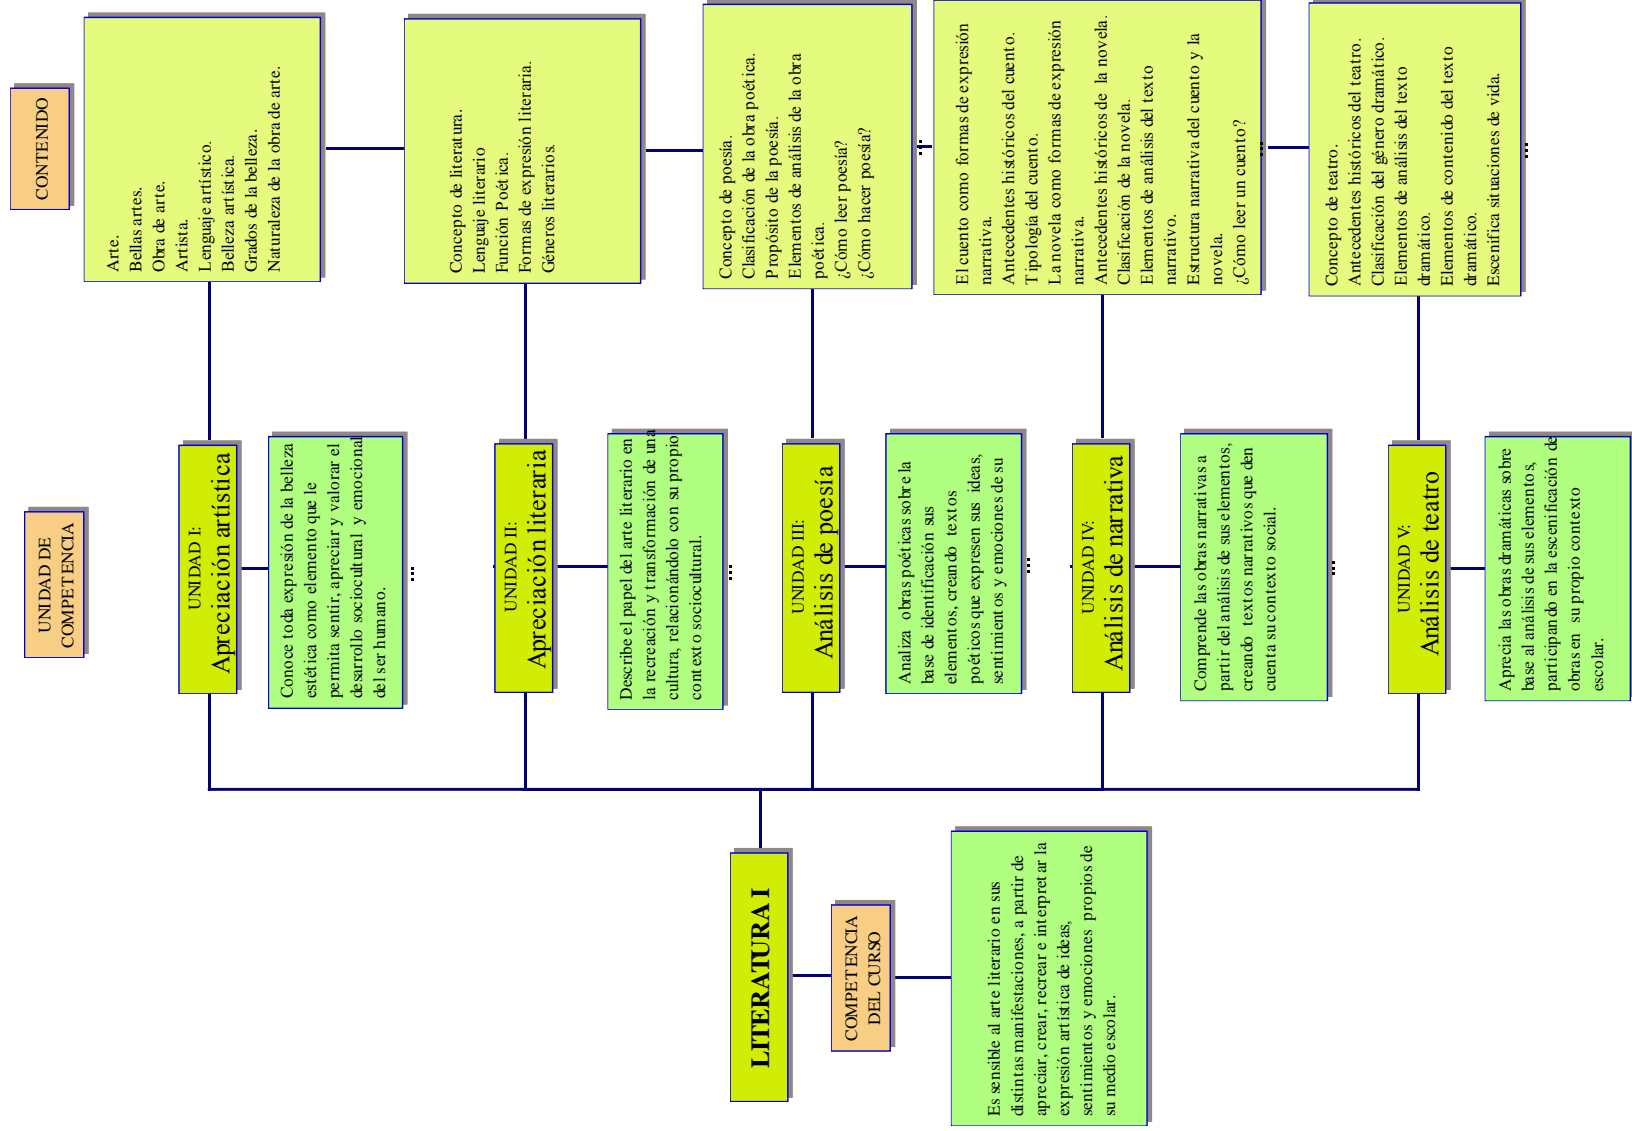 LITERATURA I
COMPETENCIA
DEL CURSO
Es sensible al arte literario en sus
distintas manifestaciones, a partir de
apreciar, crear, recrear e interpretar la
expresión artística de ideas,
sentimientos y emociones propios de
su medio escolar.
UNIDAD DE
COMPETENCIA
UNIDAD I:
Apreciación artística
Conoce toda expresión de la belleza
estética como elemento que le
permita sentir, apreciar y valorar el
desarrollo sociocultural y emocional
del ser humano.
UNIDAD II:
Apreciación literaria
Describe el papel del arte literario en
la recreación y transformación de una
cultura, relacionándolo con su propio
contexto sociocultural.
UNIDAD III:
Análisis de poesía
Analiza obras poéticas sobre la
base de identificación sus
elementos, creando textos
poéticos que expresen sus ideas,
sentimientos y emociones de su
UNIDAD IV:
Análisis de narrativa
Comprende las obras narrativas a
partir del análisis de sus elementos,
creando textos narrativos que den
cuenta su contexto social.
UNIDAD V:
Análisis de teatro
Aprecia las obras dramáticas sobre
base al análisis de sus elementos,
participando en la escenificación de
obras en su propio contexto
escolar.
CONTENIDO
Arte.
Bellas artes.
Obra de arte.
Artista.
Lenguaje artístico.
Belleza artística.
Grados de la belleza.
Naturaleza de la obra de arte.
Concepto de literatura.
Lenguaje literario
Función Poética.
Formas de expresión literaria.
Géneros literarios.
Concepto de poesía.
Clasificación de la obra poética.
Propósito de la poesía.
Elementos de análisis de la obra
poética.
¿Cómo leer poesía?
¿Cómo hacer poesía?
El cuento como formas de expresión
narrativa.
Antecedentes históricos del cuento.
Tipología del cuento.
La novela como formas de expresión
narrativa.
Antecedentes históricos de la novela.
Clasificación de la novela.
Elementos de análisis del texto
narrativo.
Estructura narrativa del cuento y la
novela.
¿Cómo leer un cuento?
Concepto de teatro.
Antecedentes históricos del teatro.
Clasificación del género dramático.
Elementos de análisis del texto
dramático.
Elementos de contenido del texto
dramático.
Escenifica situaciones de vida.